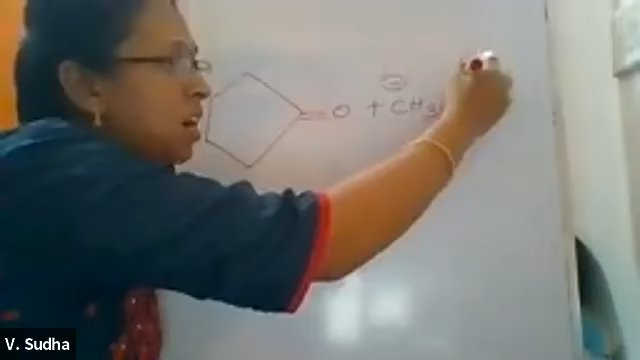 = O + CH3
V. Sudha